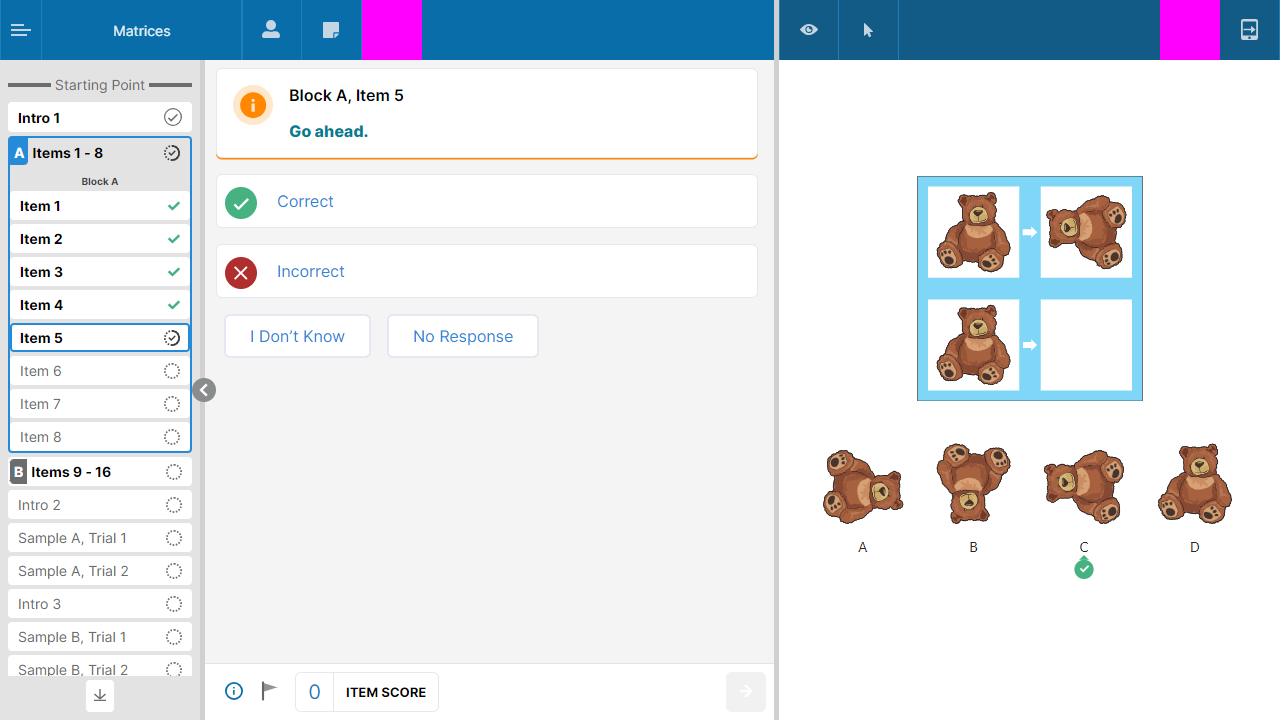 Matrices
Starting Point
Intro 1
A Items 1 - 8
Block A
Item 1
Item 2
Item 3
Item 4
Item 5
Item 6
Item 7
Item 8
B Items 9 - 16
Intro 2
Sample A, Trial 1
Sample A, Trial 2
Intro 3
Sample B, Trial 1
Sample B, Trial 2
Block A, Item 5
Go ahead.
Correct
Incorrect
I Don’t Know No Response
0 ITEM SCORE
A B C D